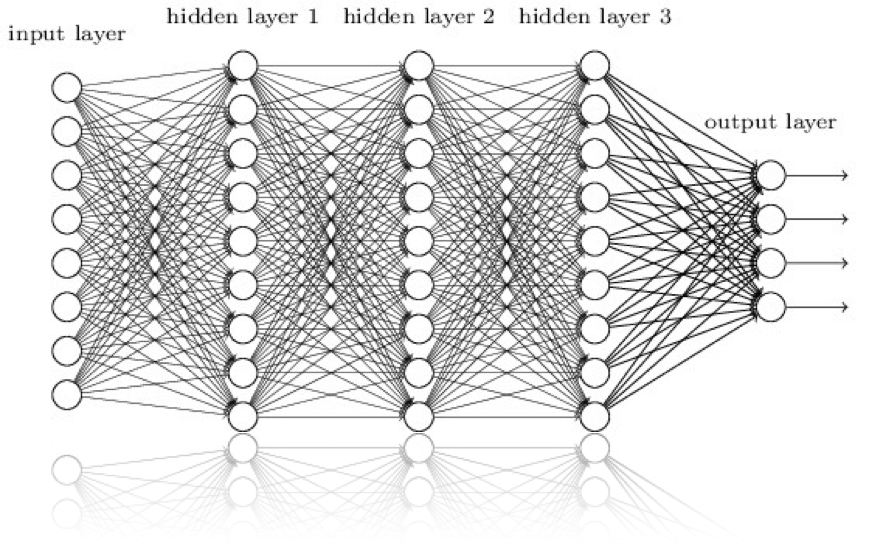 input layer
hidden layer 1
hidden layer 2
hidden layer 3
output layer